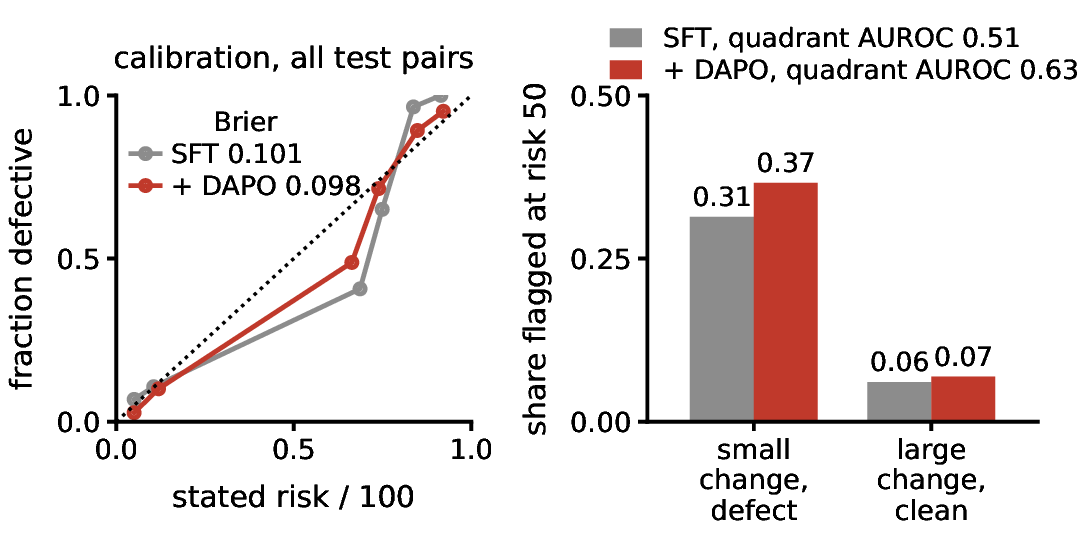 calibration, all test pairs
fraction defective
1.0
0.5
0.0
Brier
SFT 0.101
+ DAPO 0.098
0.0
0.5
1.0
stated risk / 100
SFT, quadrant AUROC 0.51
+ DAPO, quadrant AUROC 0.63
share flagged at risk 50
0.50
0.25
0.00
0.31
0.37
0.06
0.07
small
change,
defect
large
change,
clean